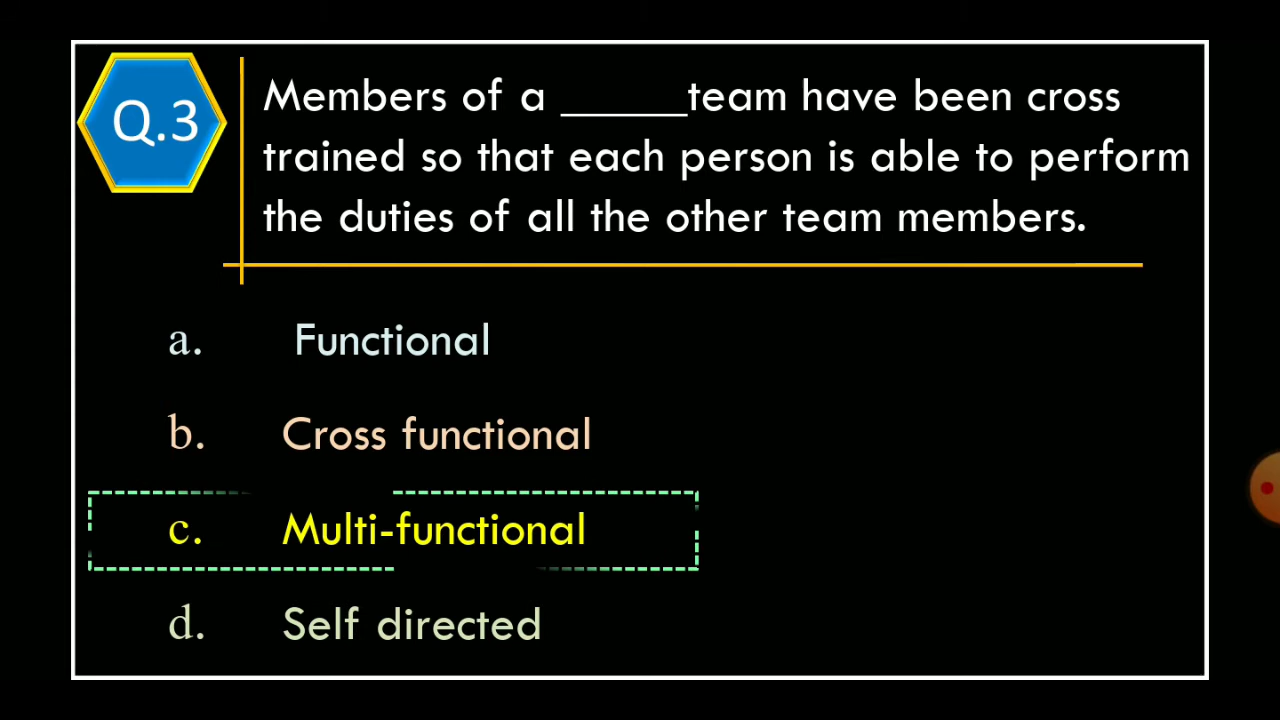 Q.3
Members of a ______team have been cross
trained so that each person is able to perform
the duties of all the other team members.
a. Functional
b. Cross functional
c. Multi-functional
d. Self directed